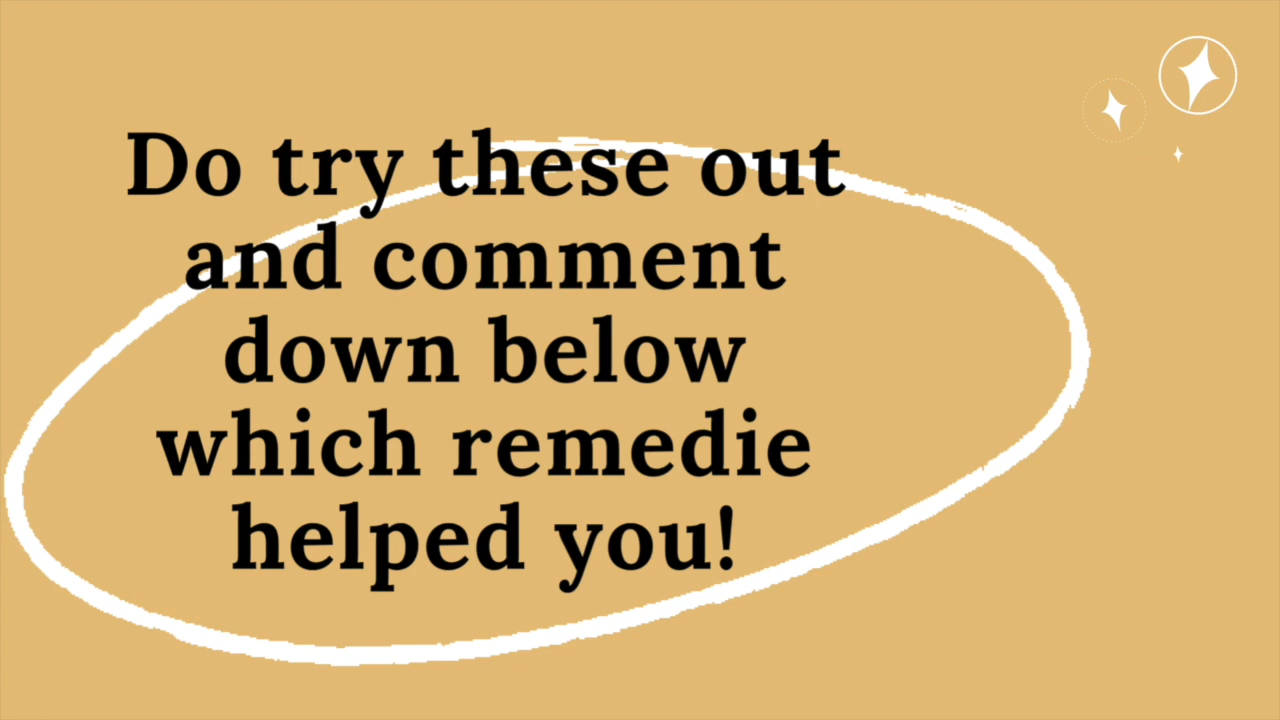 Do try these out
and comment
down below
which remedie
helped you!